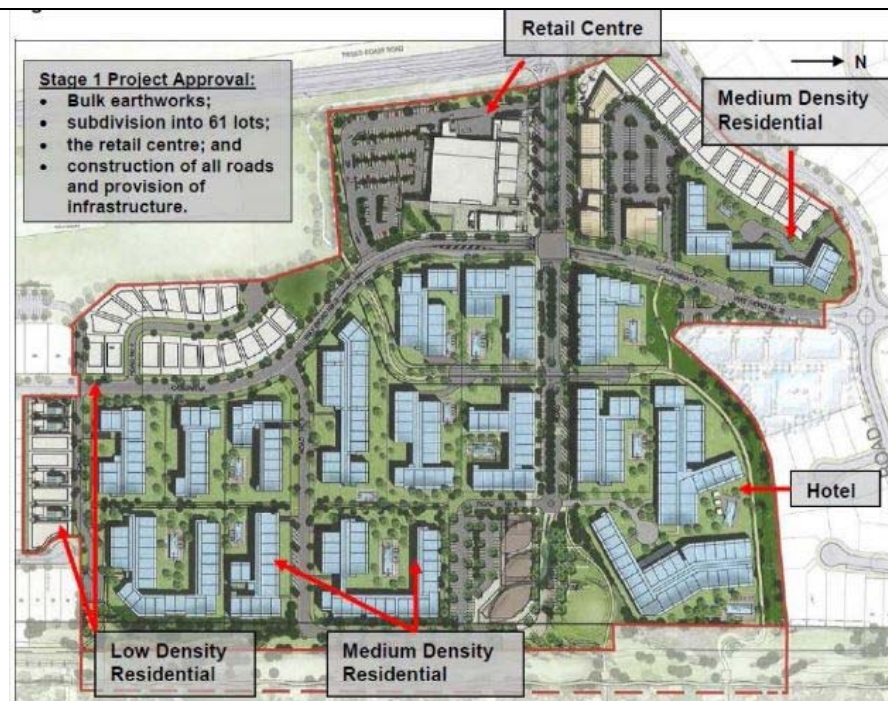 Retail Centre
N
Stage 1 Project Approval:
• Bulk earthworks;
• subdivision into 61 lots;
• the retail centre; and
• construction of all roads
and provision of
infrastructure.
Medium Density
Residential
Hotel
Low Density
Residential
Medium Density
Residential